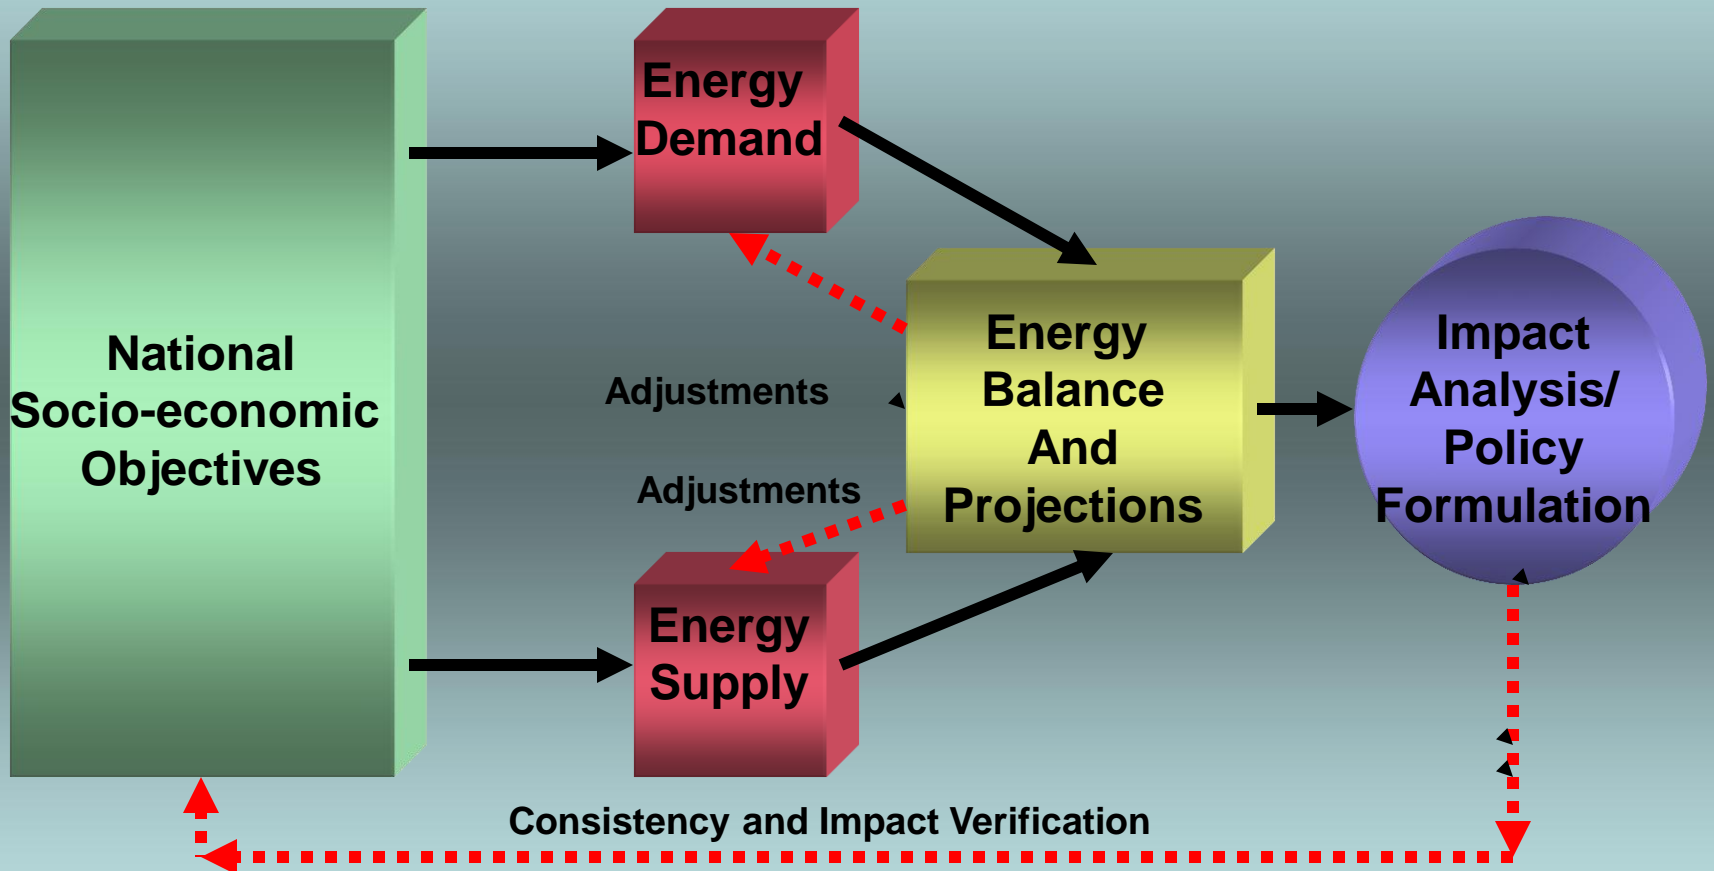 National
Socio-economic
Objectives
Energy
Demand
Adjustments
Adjustments
Energy
Supply
Energy
Balance
And
Projections
Impact
Analysis/
Policy
Formulation
Consistency and Impact Verification